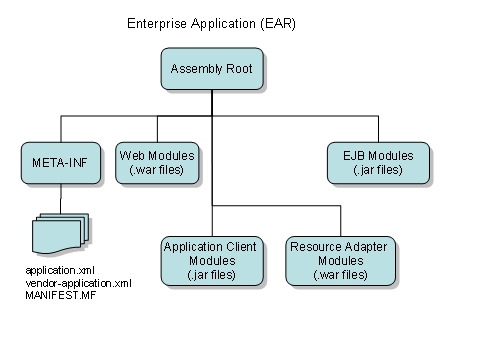 Enterprise Application (EAR)
Assembly Root
META-INF
Web Modules
(.war files)
EJB Modules
(.jar files)
Application Client
Modules
(.jar files)
Resource Adapter
Modules
(.war files)
application.xml
vendor-application.xml
MANIFEST.MF